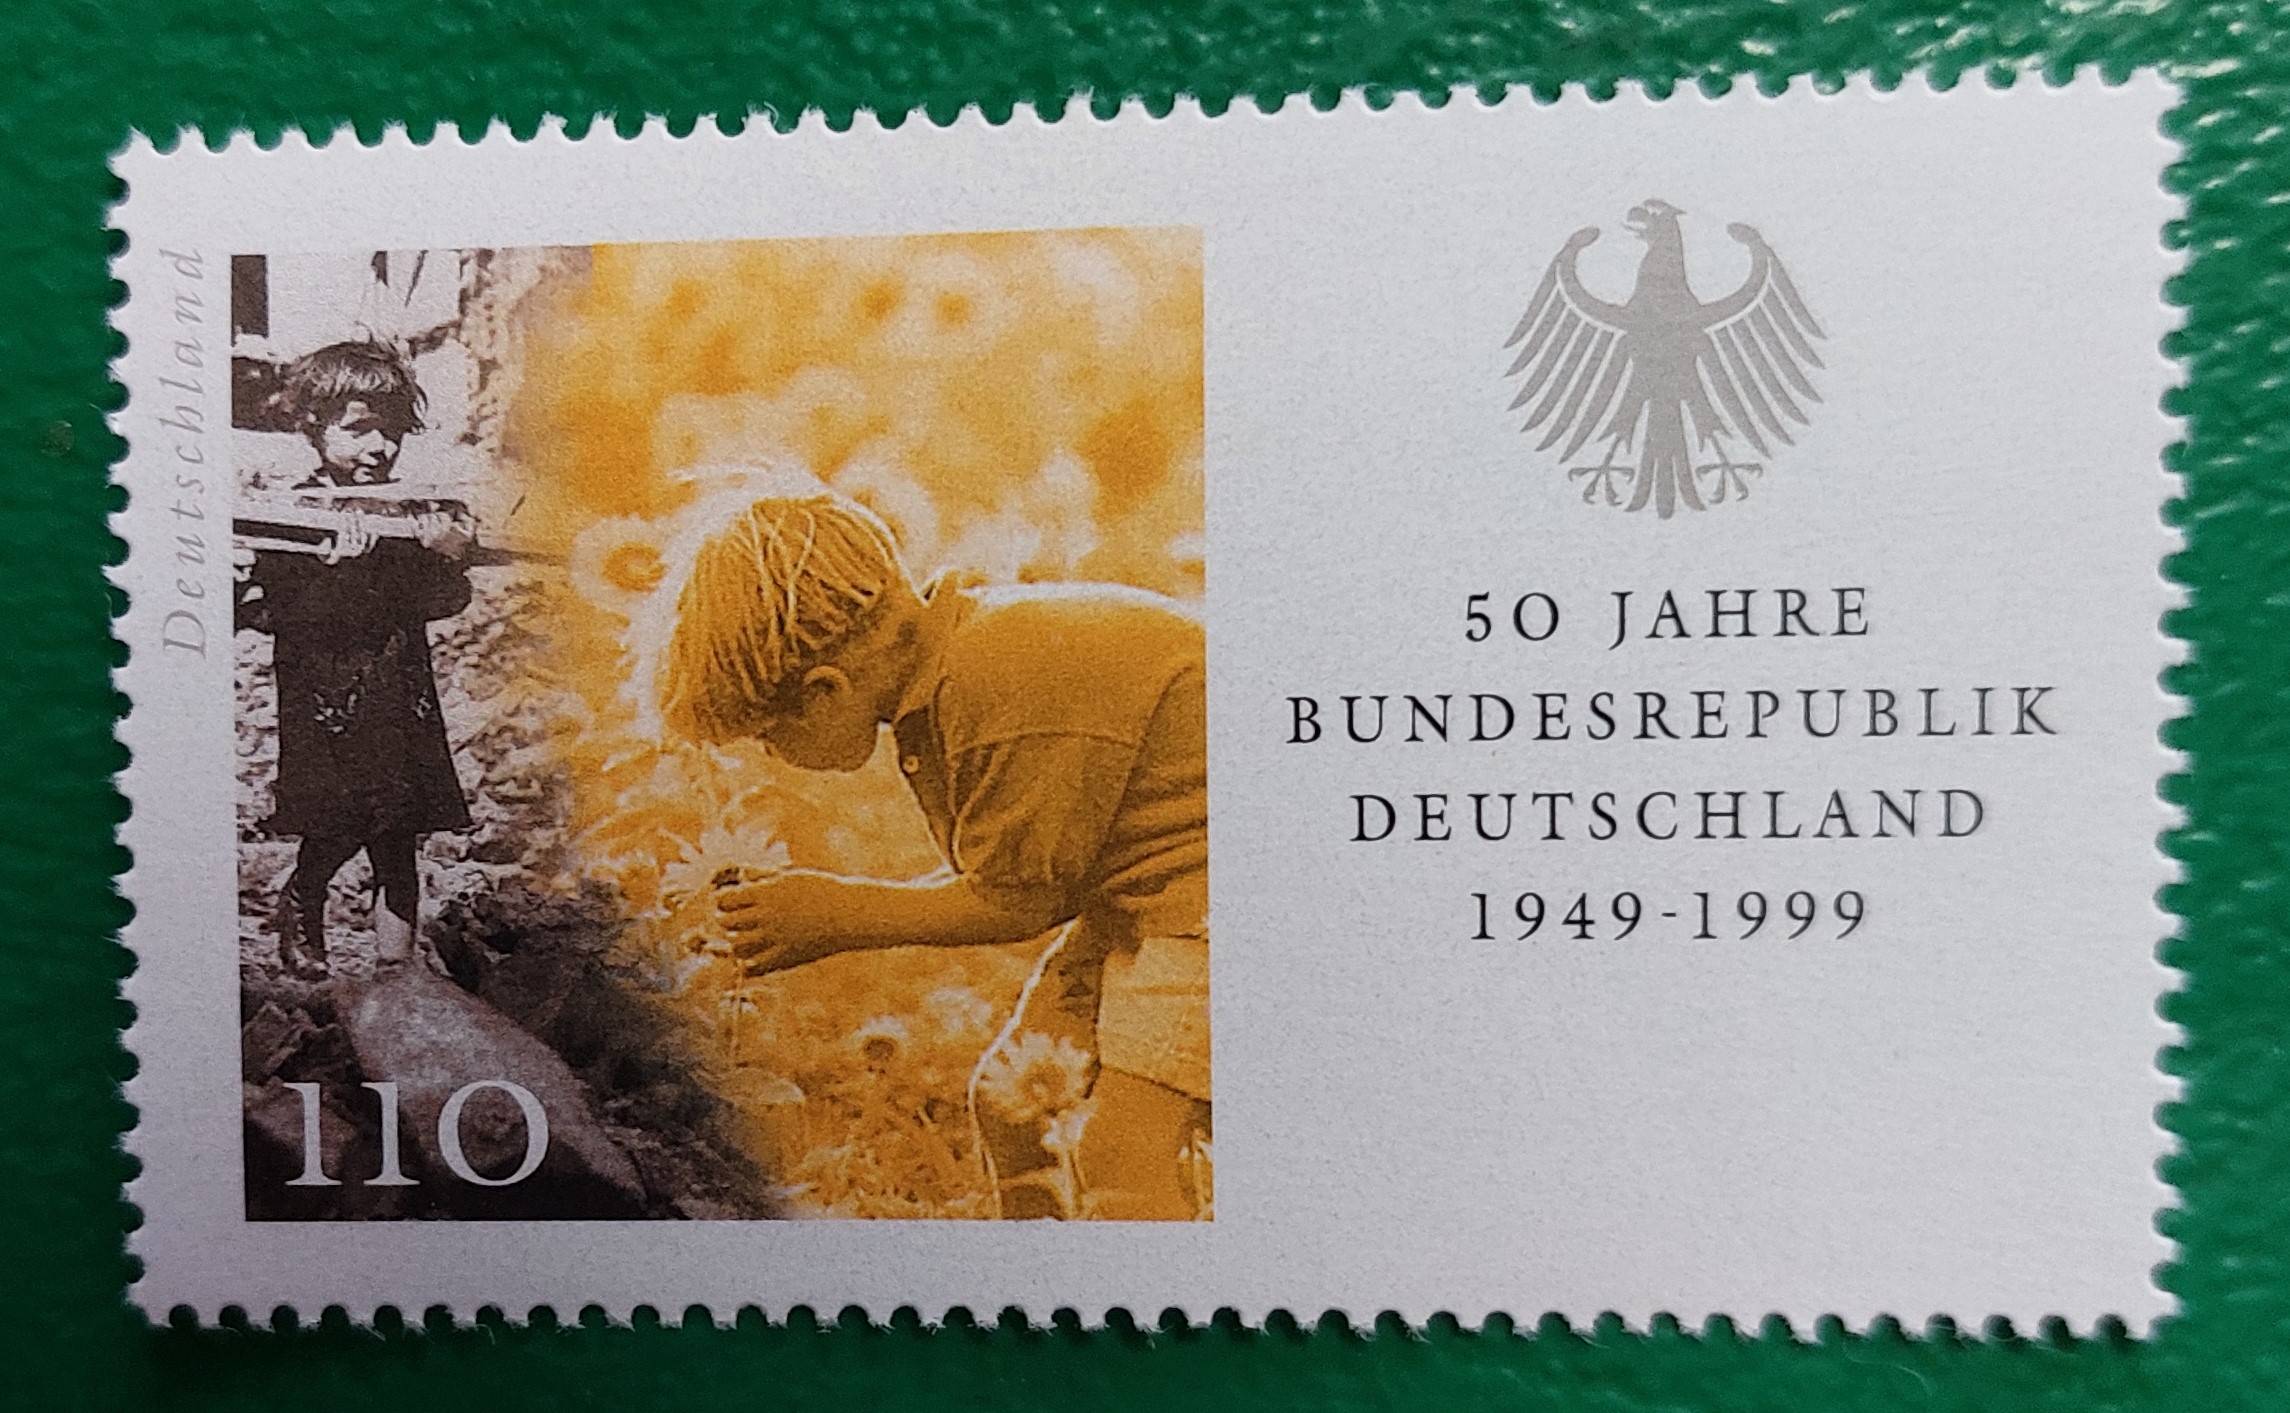 Deutschland
110
50 JAHRE
BUNDESREPUBLIK
DEUTSCHLAND
1949-1999